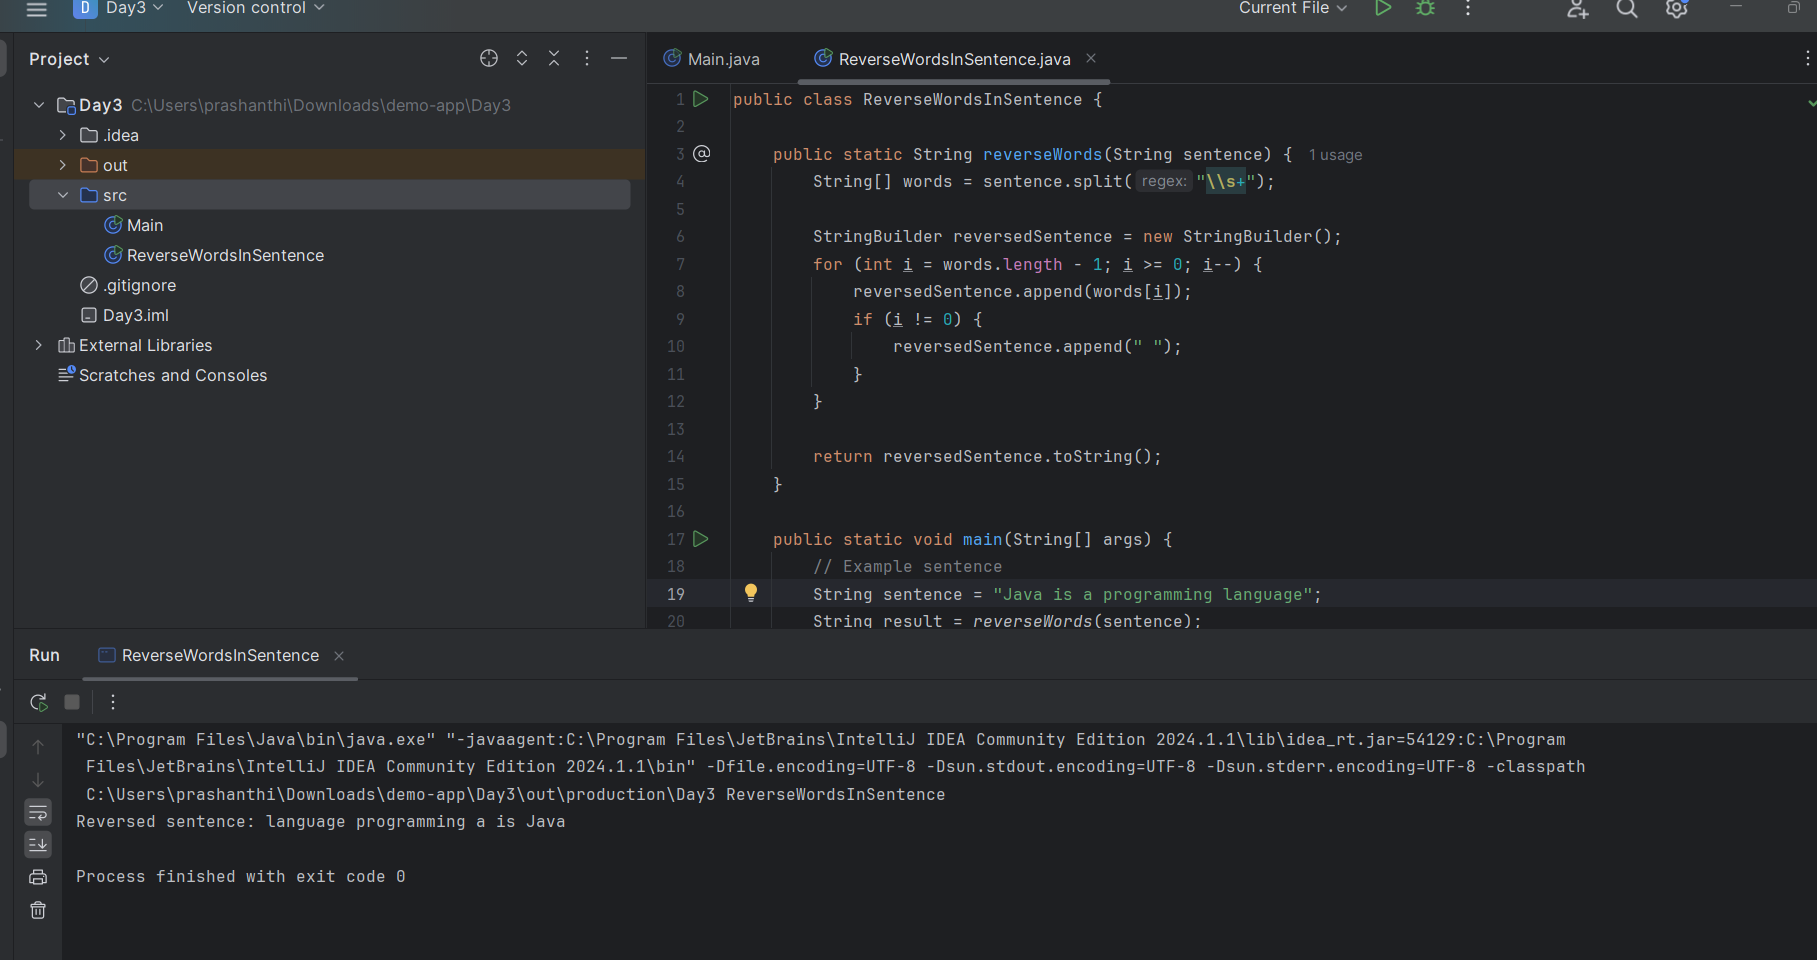 D Day3 Version control Current File
Project
Day3 C:\Users\prashanthi\Downloads\demo-app\Day3
.idea
out
src
Main
ReverseWordsInSentence
.gitignore
Day3.iml
External Libraries
Scratches and Consoles
Main.java ReverseWordsInSentence.java
1 public class ReverseWordsInSentence {
2
3 @ public static String reverseWords(String sentence) { 1 usage
4 String[] words = sentence.split( regex: "\\s+");
5
6 StringBuilder reversedSentence = new StringBuilder();
7 for (int i = words.length - 1; i >= 0; i--) {
8 reversedSentence.append(words[i]);
9 if (i != 0) {
10 reversedSentence.append(" ");
11 }
12 }
13
14 return reversedSentence.toString();
15 }
16
17 public static void main(String[] args) {
18 // Example sentence
19 String sentence = "Java is a programming language";
20 String result = reverseWords(sentence);
Run ReverseWordsInSentence
"C:\Program Files\Java\bin\java.exe" "-javaagent:C:\Program Files\JetBrains\IntelliJ IDEA Community Edition 2024.1.1\lib\idea_rt.jar=54129:C:\Program
Files\JetBrains\IntelliJ IDEA Community Edition 2024.1.1\bin" -Dfile.encoding=UTF-8 -Dsun.stdout.encoding=UTF-8 -Dsun.stderr.encoding=UTF-8 -classpath
C:\Users\prashanthi\Downloads\demo-app\Day3\out\production\Day3 ReverseWordsInSentence
Reversed sentence: language programming a is Java
Process finished with exit code 0